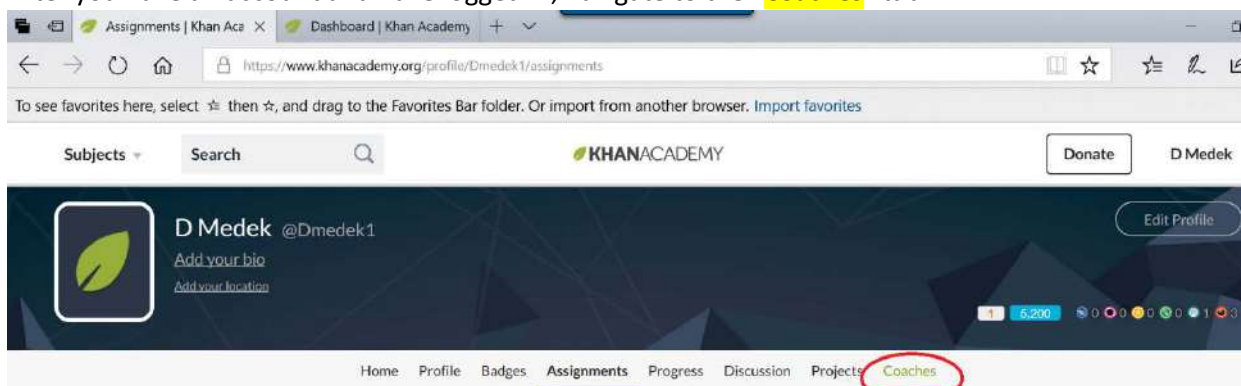 Assignments | Khan Aca
Dashboard | Khan Academy
https://www.khanacademy.org/profile/Dmedek1/assignments
To see favorites here, select then , and drag to the Favorites Bar folder. Or import from another browser. Import favorites
Subjects
Search
KHANACADEMY
Donate
D Medek
D Medek @Dmedek1
Edit Profile
Add your bio
Add your location
1 5,200 0 0 0 0 1 3
Home Profile Badges Assignments Progress Discussion Projects Coaches